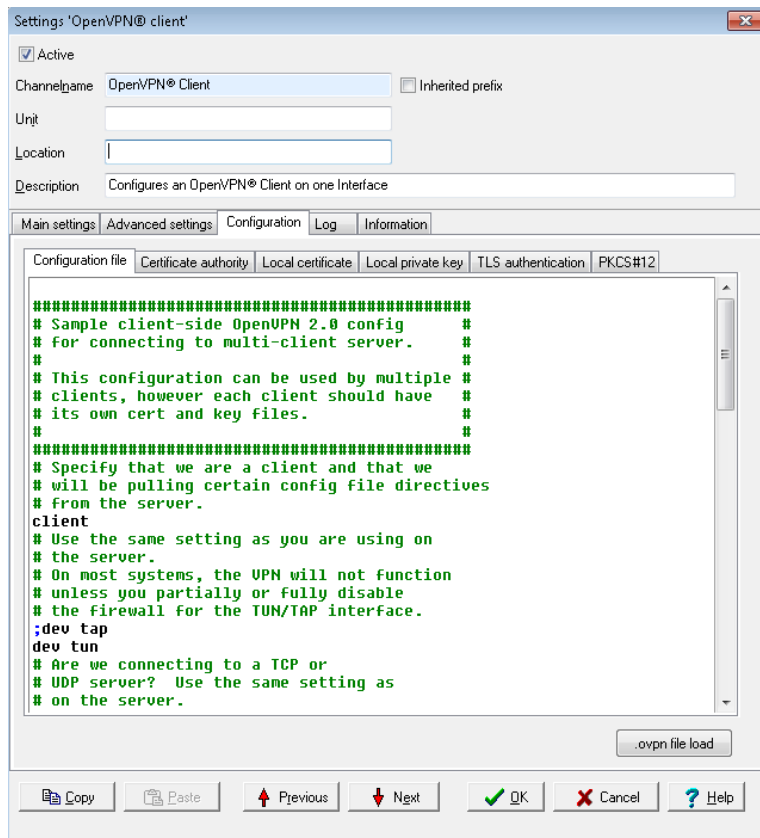 Settings 'OpenVPN® client'
Active
Channelname OpenVPN® Client Inherited prefix
Unit
Location
Description Configures an OpenVPN® Client on one Interface
Main settings Advanced settings Configuration Log Information
Configuration file Certificate authority Local certificate Local private key TLS authentication PKCS#12
################################################
# Sample client-side OpenVPN 2.0 config #
# for connecting to multi-client server. #
# #
# This configuration can be used by multiple #
# clients, however each client should have #
# its own cert and key files. #
# #
################################################
# Specify that we are a client and that we
# will be pulling certain config file directives
# from the server.
client
# Use the same setting as you are using on
# the server.
# On most systems, the VPN will not function
# unless you partially or fully disable
# the firewall for the TUN/TAP interface.
;dev tap
dev tun
# Are we connecting to a TCP or
# UDP server? Use the same setting as
# on the server.
.ovpn file load
Copy Paste Previous Next OK Cancel Help